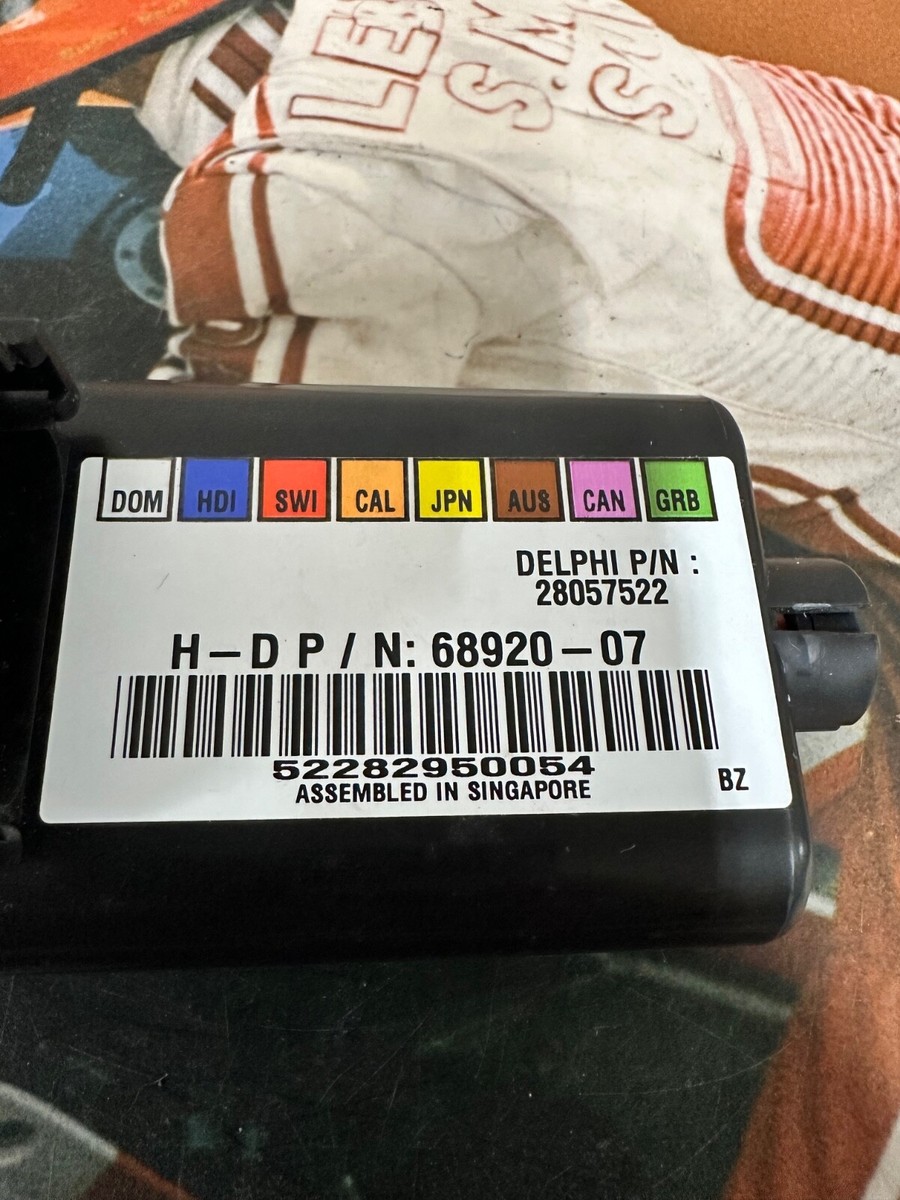 DOM HDI SWI CAL JPN AUS CAN GRB
DELPHI P/N :
28057522
H-D P/N: 68920-07
52282950054
ASSEMBLED IN SINGAPORE
BZ